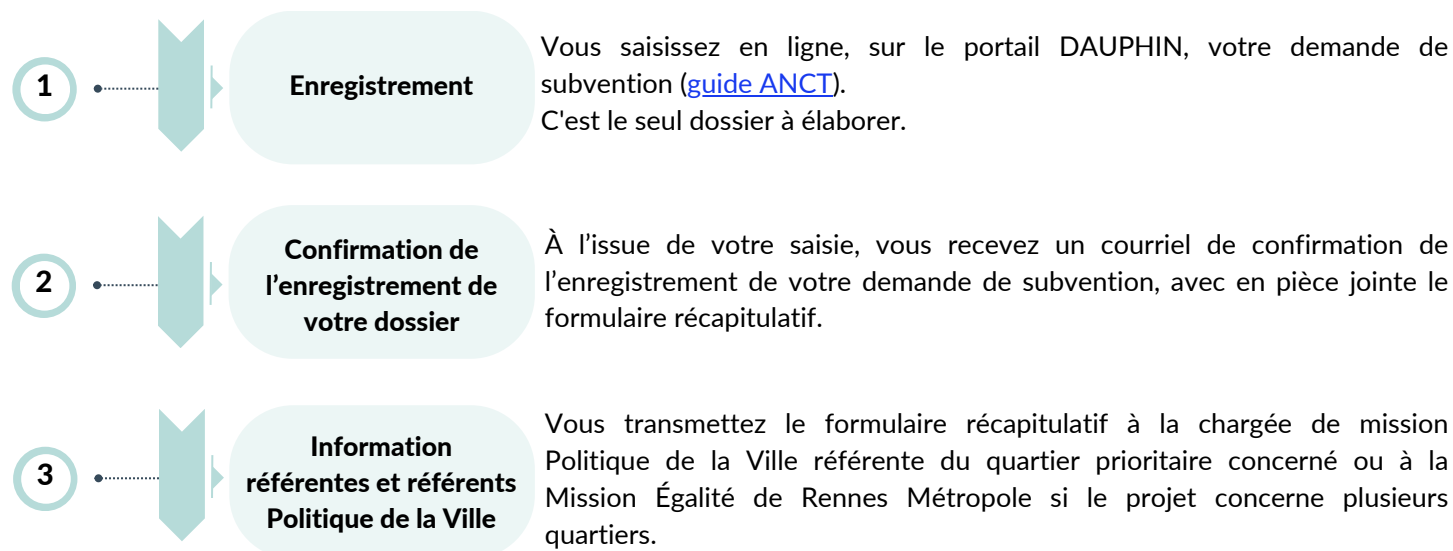 1
Enregistrement
Vous saisissez en ligne, sur le portail DAUPHIN, votre demande de
subvention (guide ANCT).
C'est le seul dossier à élaborer.
2
Confirmation de
l’enregistrement de
votre dossier
À l’issue de votre saisie, vous recevez un courriel de confirmation de
l’enregistrement de votre demande de subvention, avec en pièce jointe le
formulaire récapitulatif.
3
Information
référentes et référents
Politique de la Ville
Vous transmettez le formulaire récapitulatif à la chargée de mission
Politique de la Ville référente du quartier prioritaire concerné ou à la
Mission Égalité de Rennes Métropole si le projet concerne plusieurs
quartiers.